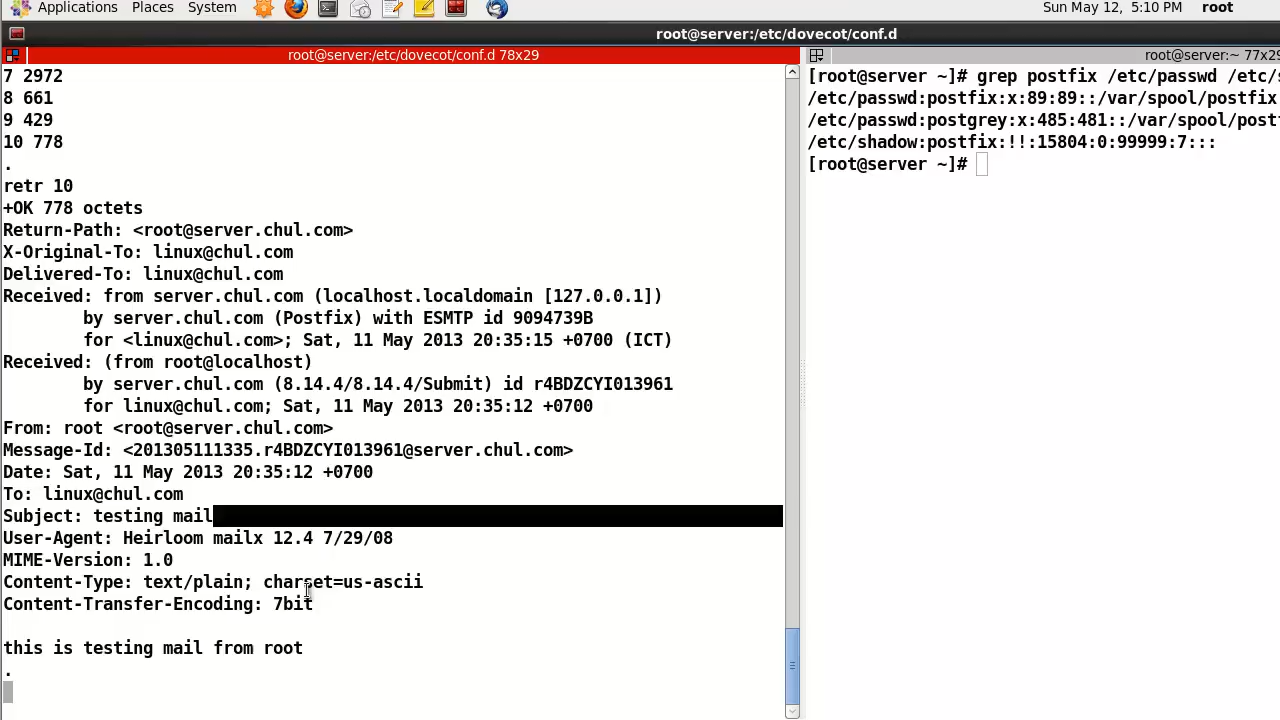 Applications Places System
Sun May 12, 5:10 PM root
root@server:/etc/dovecot/conf.d
root@server:/etc/dovecot/conf.d 78x29
7 2972
8 661
9 429
10 778
.
retr 10
+OK 778 octets
Return-Path: <root@server.chul.com>
X-Original-To: linux@chul.com
Delivered-To: linux@chul.com
Received: from server.chul.com (localhost.localdomain [127.0.0.1])
by server.chul.com (Postfix) with ESMTP id 9094739B
for <linux@chul.com>; Sat, 11 May 2013 20:35:15 +0700 (ICT)
Received: (from root@localhost)
by server.chul.com (8.14.4/8.14.4/Submit) id r4BDZCYI013961
for linux@chul.com; Sat, 11 May 2013 20:35:12 +0700
From: root <root@server.chul.com>
Message-Id: <201305111335.r4BDZCYI013961@server.chul.com>
Date: Sat, 11 May 2013 20:35:12 +0700
To: linux@chul.com
Subject: testing mail
User-Agent: Heirloom mailx 12.4 7/29/08
MIME-Version: 1.0
Content-Type: text/plain; charset=us-ascii
Content-Transfer-Encoding: 7bit
this is testing mail from root
.
root@server:~ 77x29
[root@server ~]# grep postfix /etc/passwd /etc/s
/etc/passwd:postfix:x:89:89::/var/spool/postfix
/etc/passwd:postgrey:x:485:481::/var/spool/post
/etc/shadow:postfix:!!:15804:0:99999:7:::
[root@server ~]#